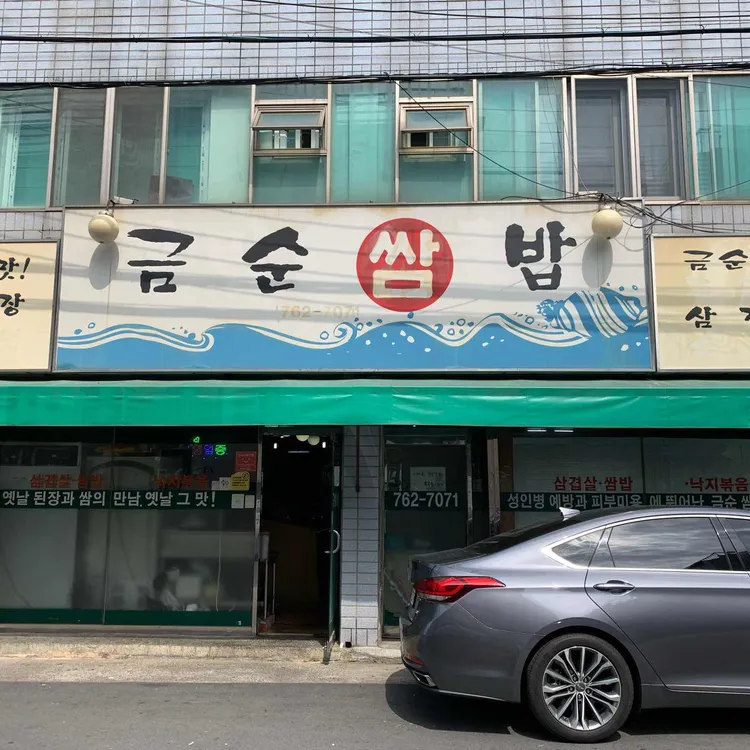 금순쌈밥
762-7071
맛!
장
금순
삼
삼겹살·쌈밥
낙지볶음
옛날 된장과 쌈의 만남, 옛날 그 맛!
762-7071
삼겹살·쌈밥
·낙지볶음
성인병 예방과 피부미용에 뛰어난 금순